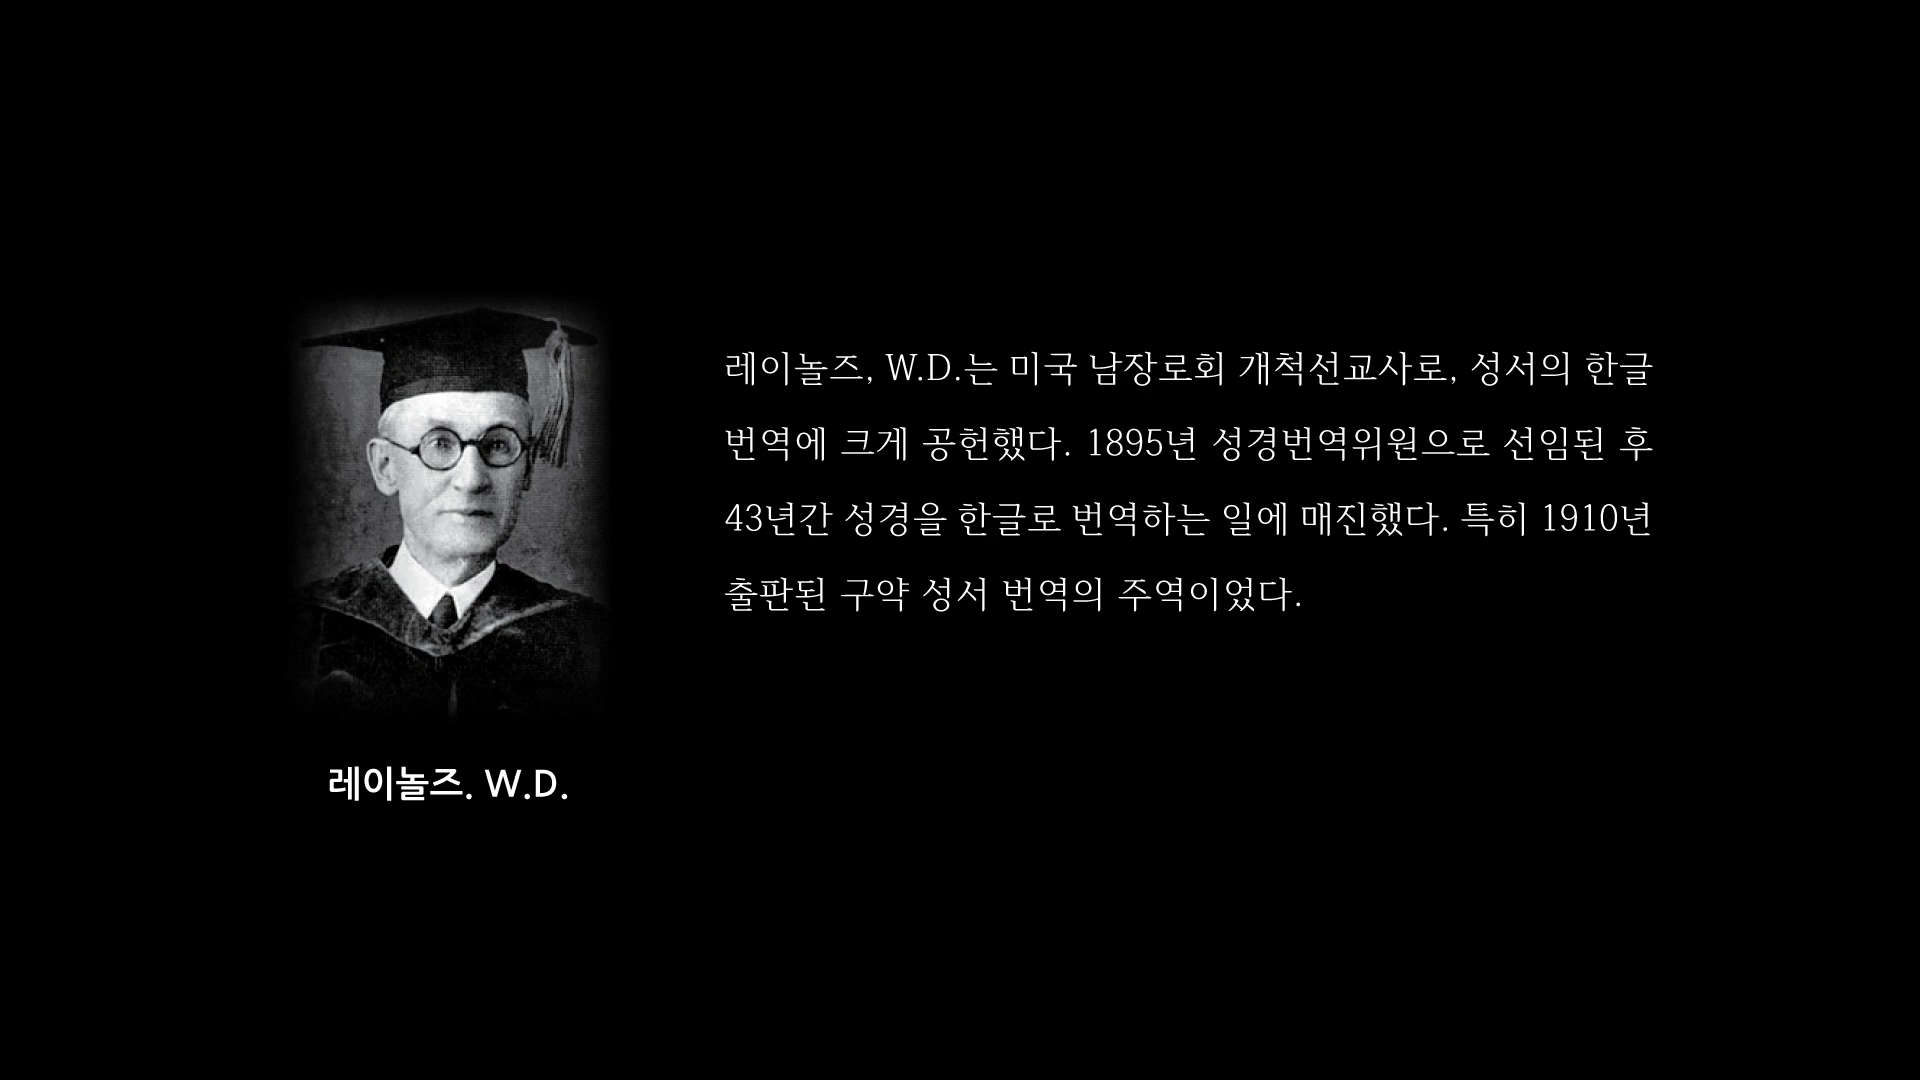 레이놀즈, W.D.는 미국 남장로회 개척선교사로, 성서의 한글
번역에 크게 공헌했다. 1895년 성경번역위원으로 선임된 후
43년간 성경을 한글로 번역하는 일에 매진했다. 특히 1910년
출판된 구약 성서 번역의 주역이었다.
레이놀즈. W.D.